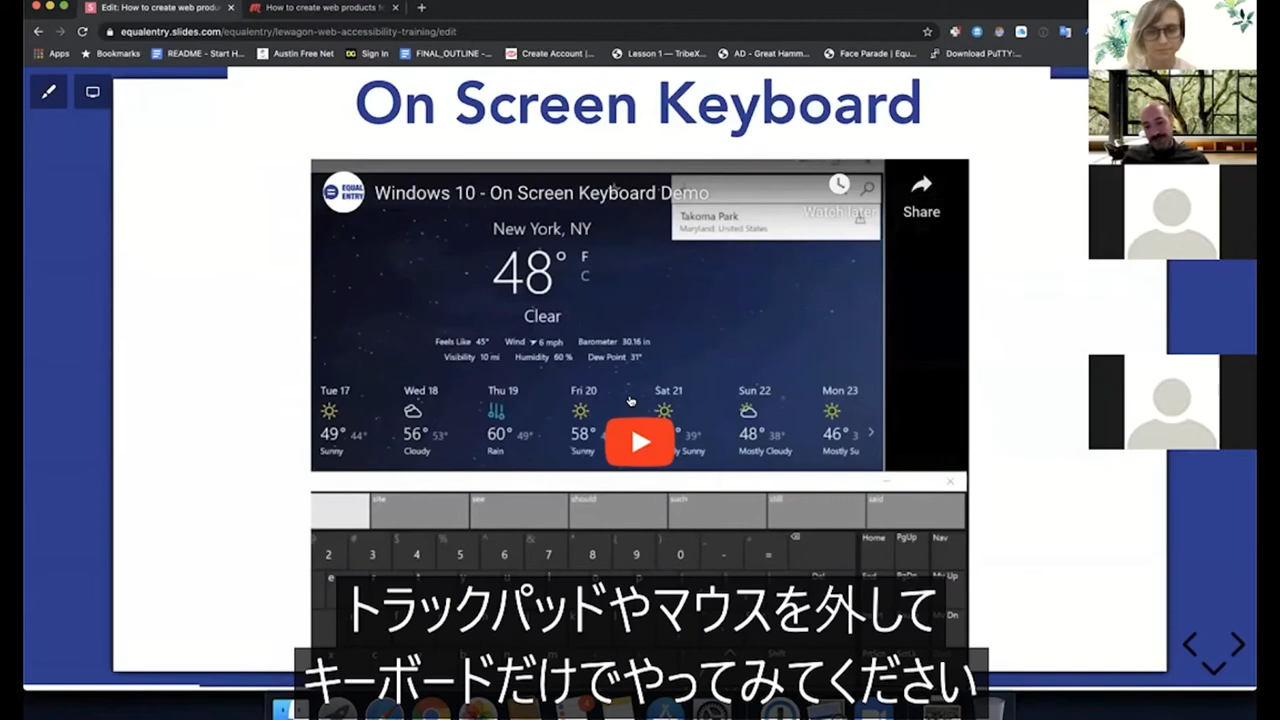 Edit: How to create web produ
How to create web products f
equalentry.slides.com/equalentry/lewagon-web-accessibility-training/edit
Apps
Bookmarks
README - Start H...
Austin Free Net
Sign In
FINAL_OUTLINE -...
Create Account |...
Lesson 1 — TribeX...
AD - Great Hamm...
Face Parade | Equ...
Download PuTTY:...
On Screen Keyboard
EQUAL
ENTRY
Windows 10 - On Screen Keyboard Demo
Watch later
Share
Takoma Park
Maryland, United States
New York, NY
48° F
C
Clear
Feels Like 45° Wind 6 mph Barometer 30.16 in
Visibility 10 mi Humidity 60 % Dew Point 31°
Tue 17 Wed 18 Thu 19 Fri 20 Sat 21 Sun 22 Mon 23
49° 44° 56° 53° 60° 49° 58° 39° 48° 38° 46° 3
Sunny Cloudy Rain Sunny Sunny Mostly Cloudy Mostly Su
site see should such still said
2 3 4 5 6 7 8 9 0 - = Home PgUp Nav
トラックパッドやマウスを外して
キーボードだけでやってみてください